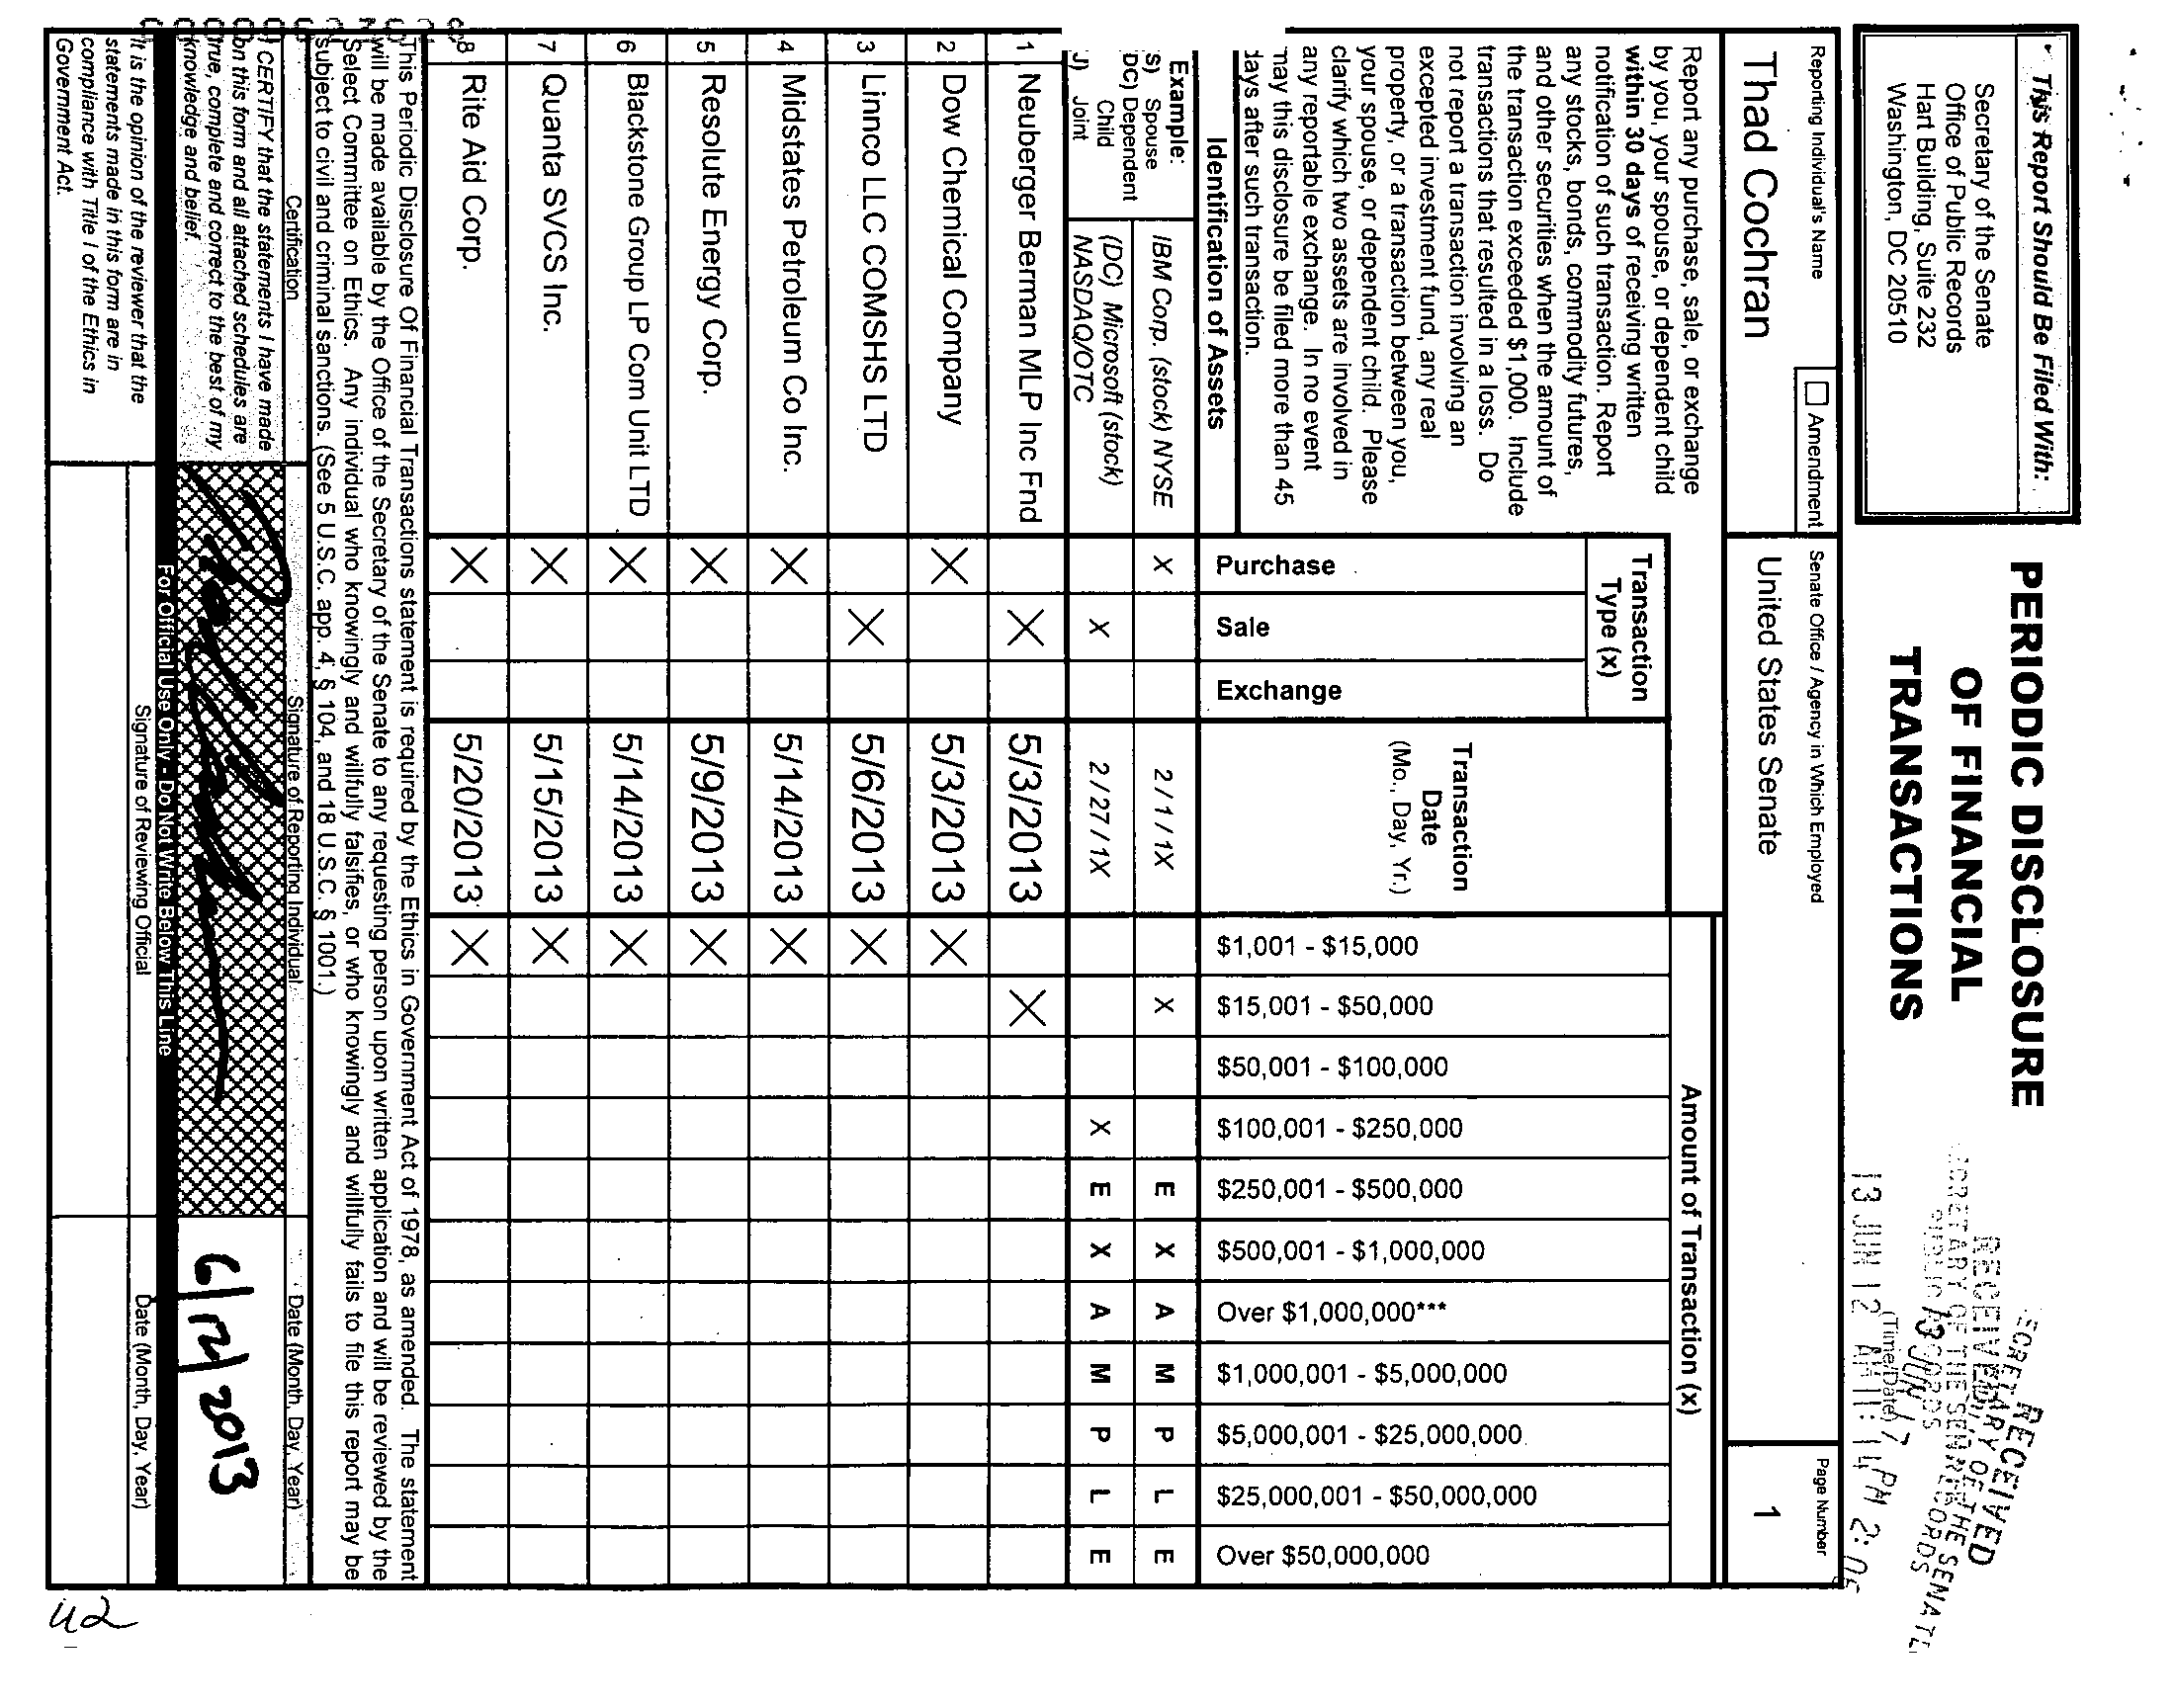 This Report Should Be Filed With:
Secretary of the Senate
Office of Public Records
Hart Building, Suite 232
Washington, DC 20510
PERIODIC DISCLOSURE
OF FINANCIAL
TRANSACTIONS
RECEIVED
SECRETARY OF THE SENATE
PUBLIC RECORDS
13 JUN 17 PM 2:
(Time/Date)
13 JUN 12 AM 11: 14
Reporting Individual's Name
Thad Cochran
☐ Amendment
Senate Office / Agency in Which Employed
United States Senate
Page Number
1
Report any purchase, sale, or exchange
by you, your spouse, or dependent child
within 30 days of receiving written
notification of such transaction. Report
any stocks, bonds, commodity futures,
and other securities when the amount of
the transaction exceeded $1,000. Include
transactions that resulted in a loss. Do
not report a transaction involving an
excepted investment fund, any real
property, or a transaction between you,
your spouse, or dependent child. Please
clarify which two assets are involved in
any reportable exchange. In no event
may this disclosure be filed more than 45
days after such transaction.
Identification of Assets
Transaction
Type (x)
Purchase
Sale
Exchange
Transaction
Date
(Mo., Day, Yr.)
Amount of Transaction (x)
$1,001 - $15,000
$15,001 - $50,000
$50,001 - $100,000
$100,001 - $250,000
$250,001 - $500,000
$500,001 - $1,000,000
Over $1,000,000***
$1,000,001 - $5,000,000
$5,000,001 - $25,000,000
$25,000,001 - $50,000,000
Over $50,000,000
Example:
S) Spouse
DC) Dependent
Child
J) Joint
IBM Corp. (stock) NYSE X 2 / 1 / 1X X E X A M P L E
(DC) Microsoft (stock)
NASDAQ/OTC X 2 / 27 / 1X X E X A M P L E
1 Neuberger Berman MLP Inc Fnd X 5/3/2013 X
2 Dow Chemical Company X 5/3/2013 X
3 Linnco LLC COMSHS LTD X 5/6/2013 X
4 Midstates Petroleum Co Inc. X 5/14/2013 X
5 Resolute Energy Corp. X 5/9/2013 X
6 Blackstone Group LP Com Unit LTD X 5/14/2013 X
7 Quanta SVCS Inc. X 5/15/2013 X
8 Rite Aid Corp. X 5/20/2013 X
This Periodic Disclosure Of Financial Transactions statement is required by the Ethics in Government Act of 1978, as amended. The statement
will be made available by the Office of the Secretary of the Senate to any requesting person upon written application and will be reviewed by the
Select Committee on Ethics. Any individual who knowingly and willfully falsifies, or who knowingly and willfully fails to file this report may be
subject to civil and criminal sanctions. (See 5 U.S.C. app. 4, § 104, and 18 U.S.C. § 1001.)
Certification
Signature of Reporting Individual
Date (Month, Day, Year)
I CERTIFY that the statements I have made
on this form and all attached schedules are
true, complete and correct to the best of my
knowledge and belief.
6/12/2013
For Official Use Only - Do Not Write Below This Line
It is the opinion of the reviewer that the
statements made in this form are in
compliance with Title I of the Ethics in
Government Act.
Signature of Reviewing Official
Date (Month, Day, Year)
42